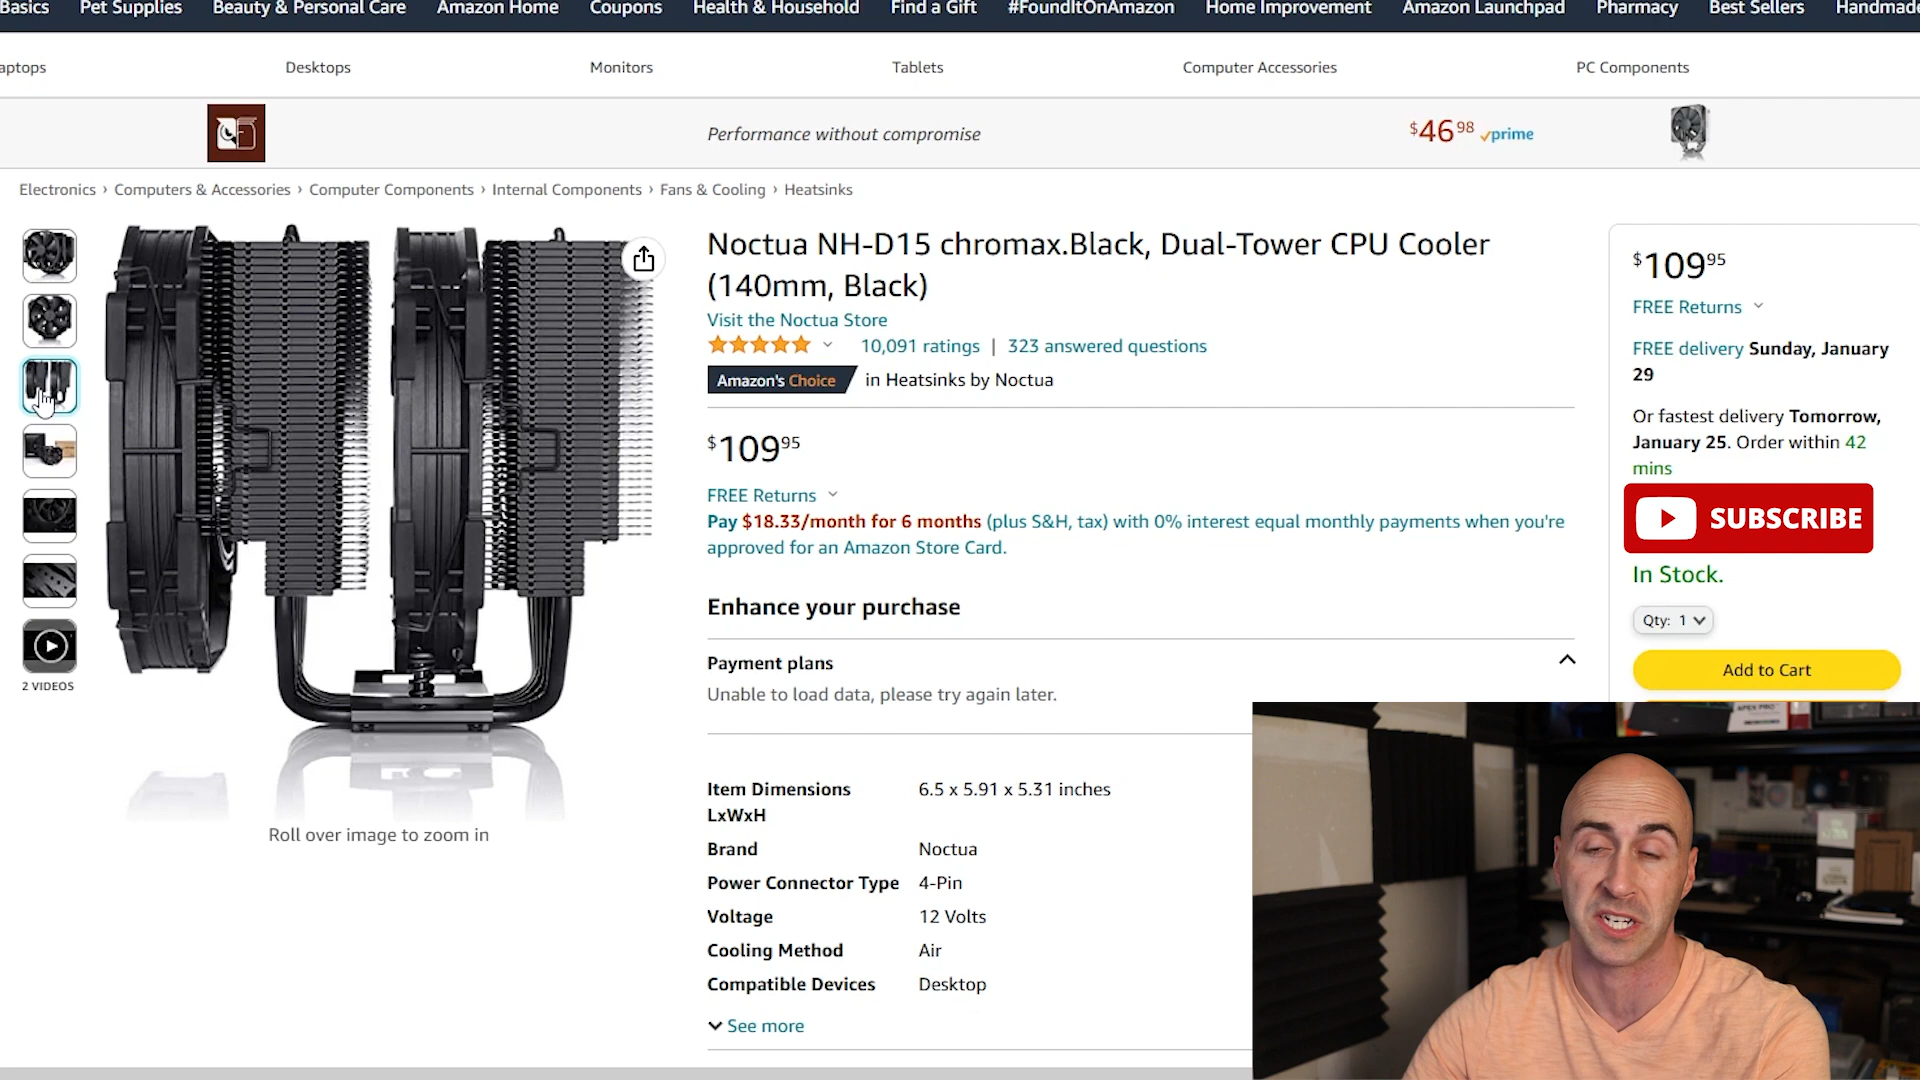 Basics Pet Supplies Beauty & Personal Care Amazon Home Coupons Health & Household Find a Gift #FoundItOnAmazon Home Improvement Amazon Launchpad Pharmacy Best Sellers Handmade
aptops Desktops Monitors Tablets Computer Accessories PC Components
Performance without compromise $46 98 prime
Electronics › Computers & Accessories › Computer Components › Internal Components › Fans & Cooling › Heatsinks
Noctua NH-D15 chromax.Black, Dual-Tower CPU Cooler
(140mm, Black)
Visit the Noctua Store
10,091 ratings | 323 answered questions
Amazon's Choice in Heatsinks by Noctua
$109 95
FREE Returns
Pay $18.33/month for 6 months (plus S&H, tax) with 0% interest equal monthly payments when you're
approved for an Amazon Store Card.
Enhance your purchase
Payment plans
Unable to load data, please try again later.
Item Dimensions 6.5 x 5.91 x 5.31 inches
LxWxH
Brand Noctua
Power Connector Type 4-Pin
Voltage 12 Volts
Cooling Method Air
Compatible Devices Desktop
See more
2 VIDEOS
Roll over image to zoom in
$109 95
FREE Returns
FREE delivery Sunday, January
29
Or fastest delivery Tomorrow,
January 25. Order within 42
mins
SUBSCRIBE
In Stock.
Qty: 1
Add to Cart
APEX PRO